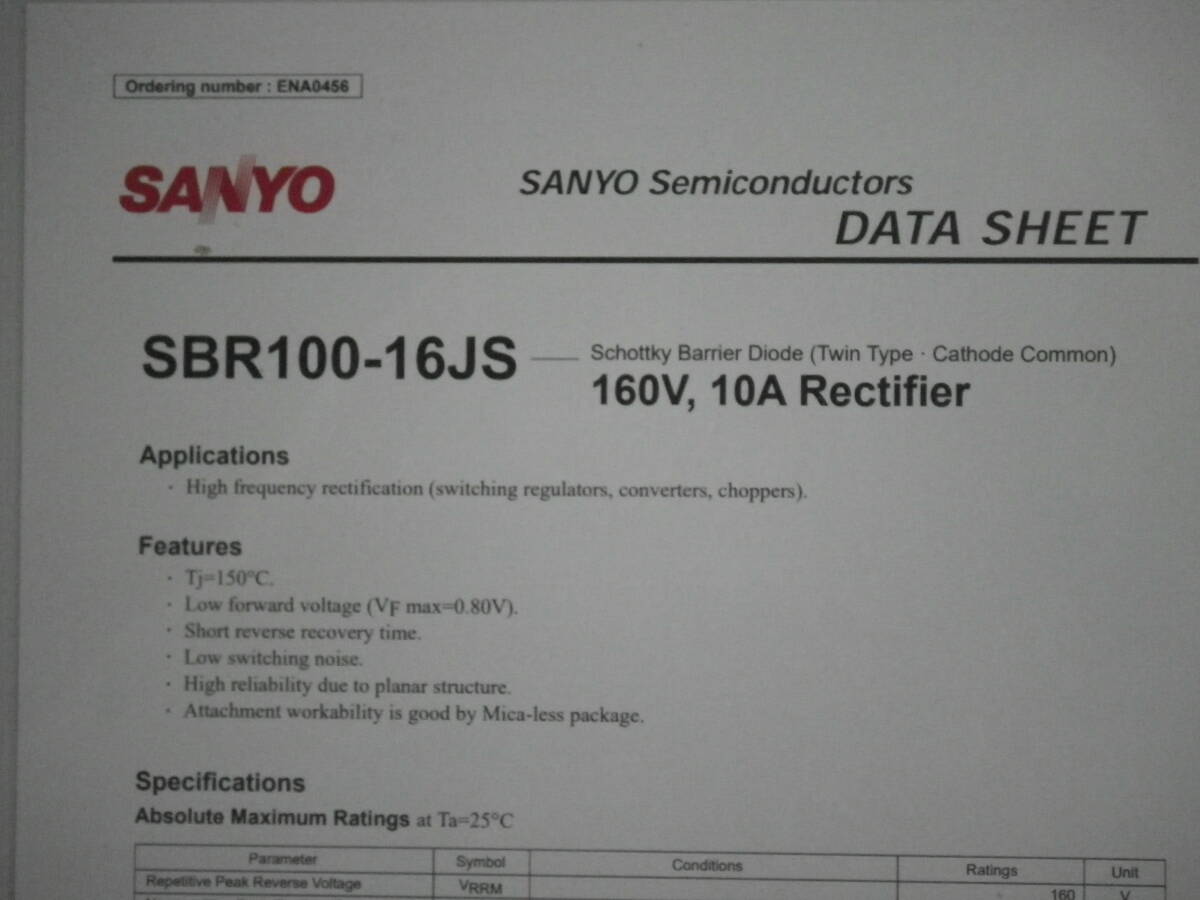 Ordering number : ENA0456
SANYO
SANYO Semiconductors
DATA SHEET
SBR100-16JS
Schottky Barrier Diode (Twin Type · Cathode Common)
160V, 10A Rectifier
Applications
· High frequency rectification (switching regulators, converters, choppers).
Features
· Tj=150°C.
· Low forward voltage (VF max=0.80V).
· Short reverse recovery time.
· Low switching noise.
· High reliability due to planar structure.
· Attachment workability is good by Mica-less package.
Specifications
Absolute Maximum Ratings at Ta=25°C
Parameter Symbol Conditions Ratings Unit
Repetitive Peak Reverse Voltage VRRM 160 V